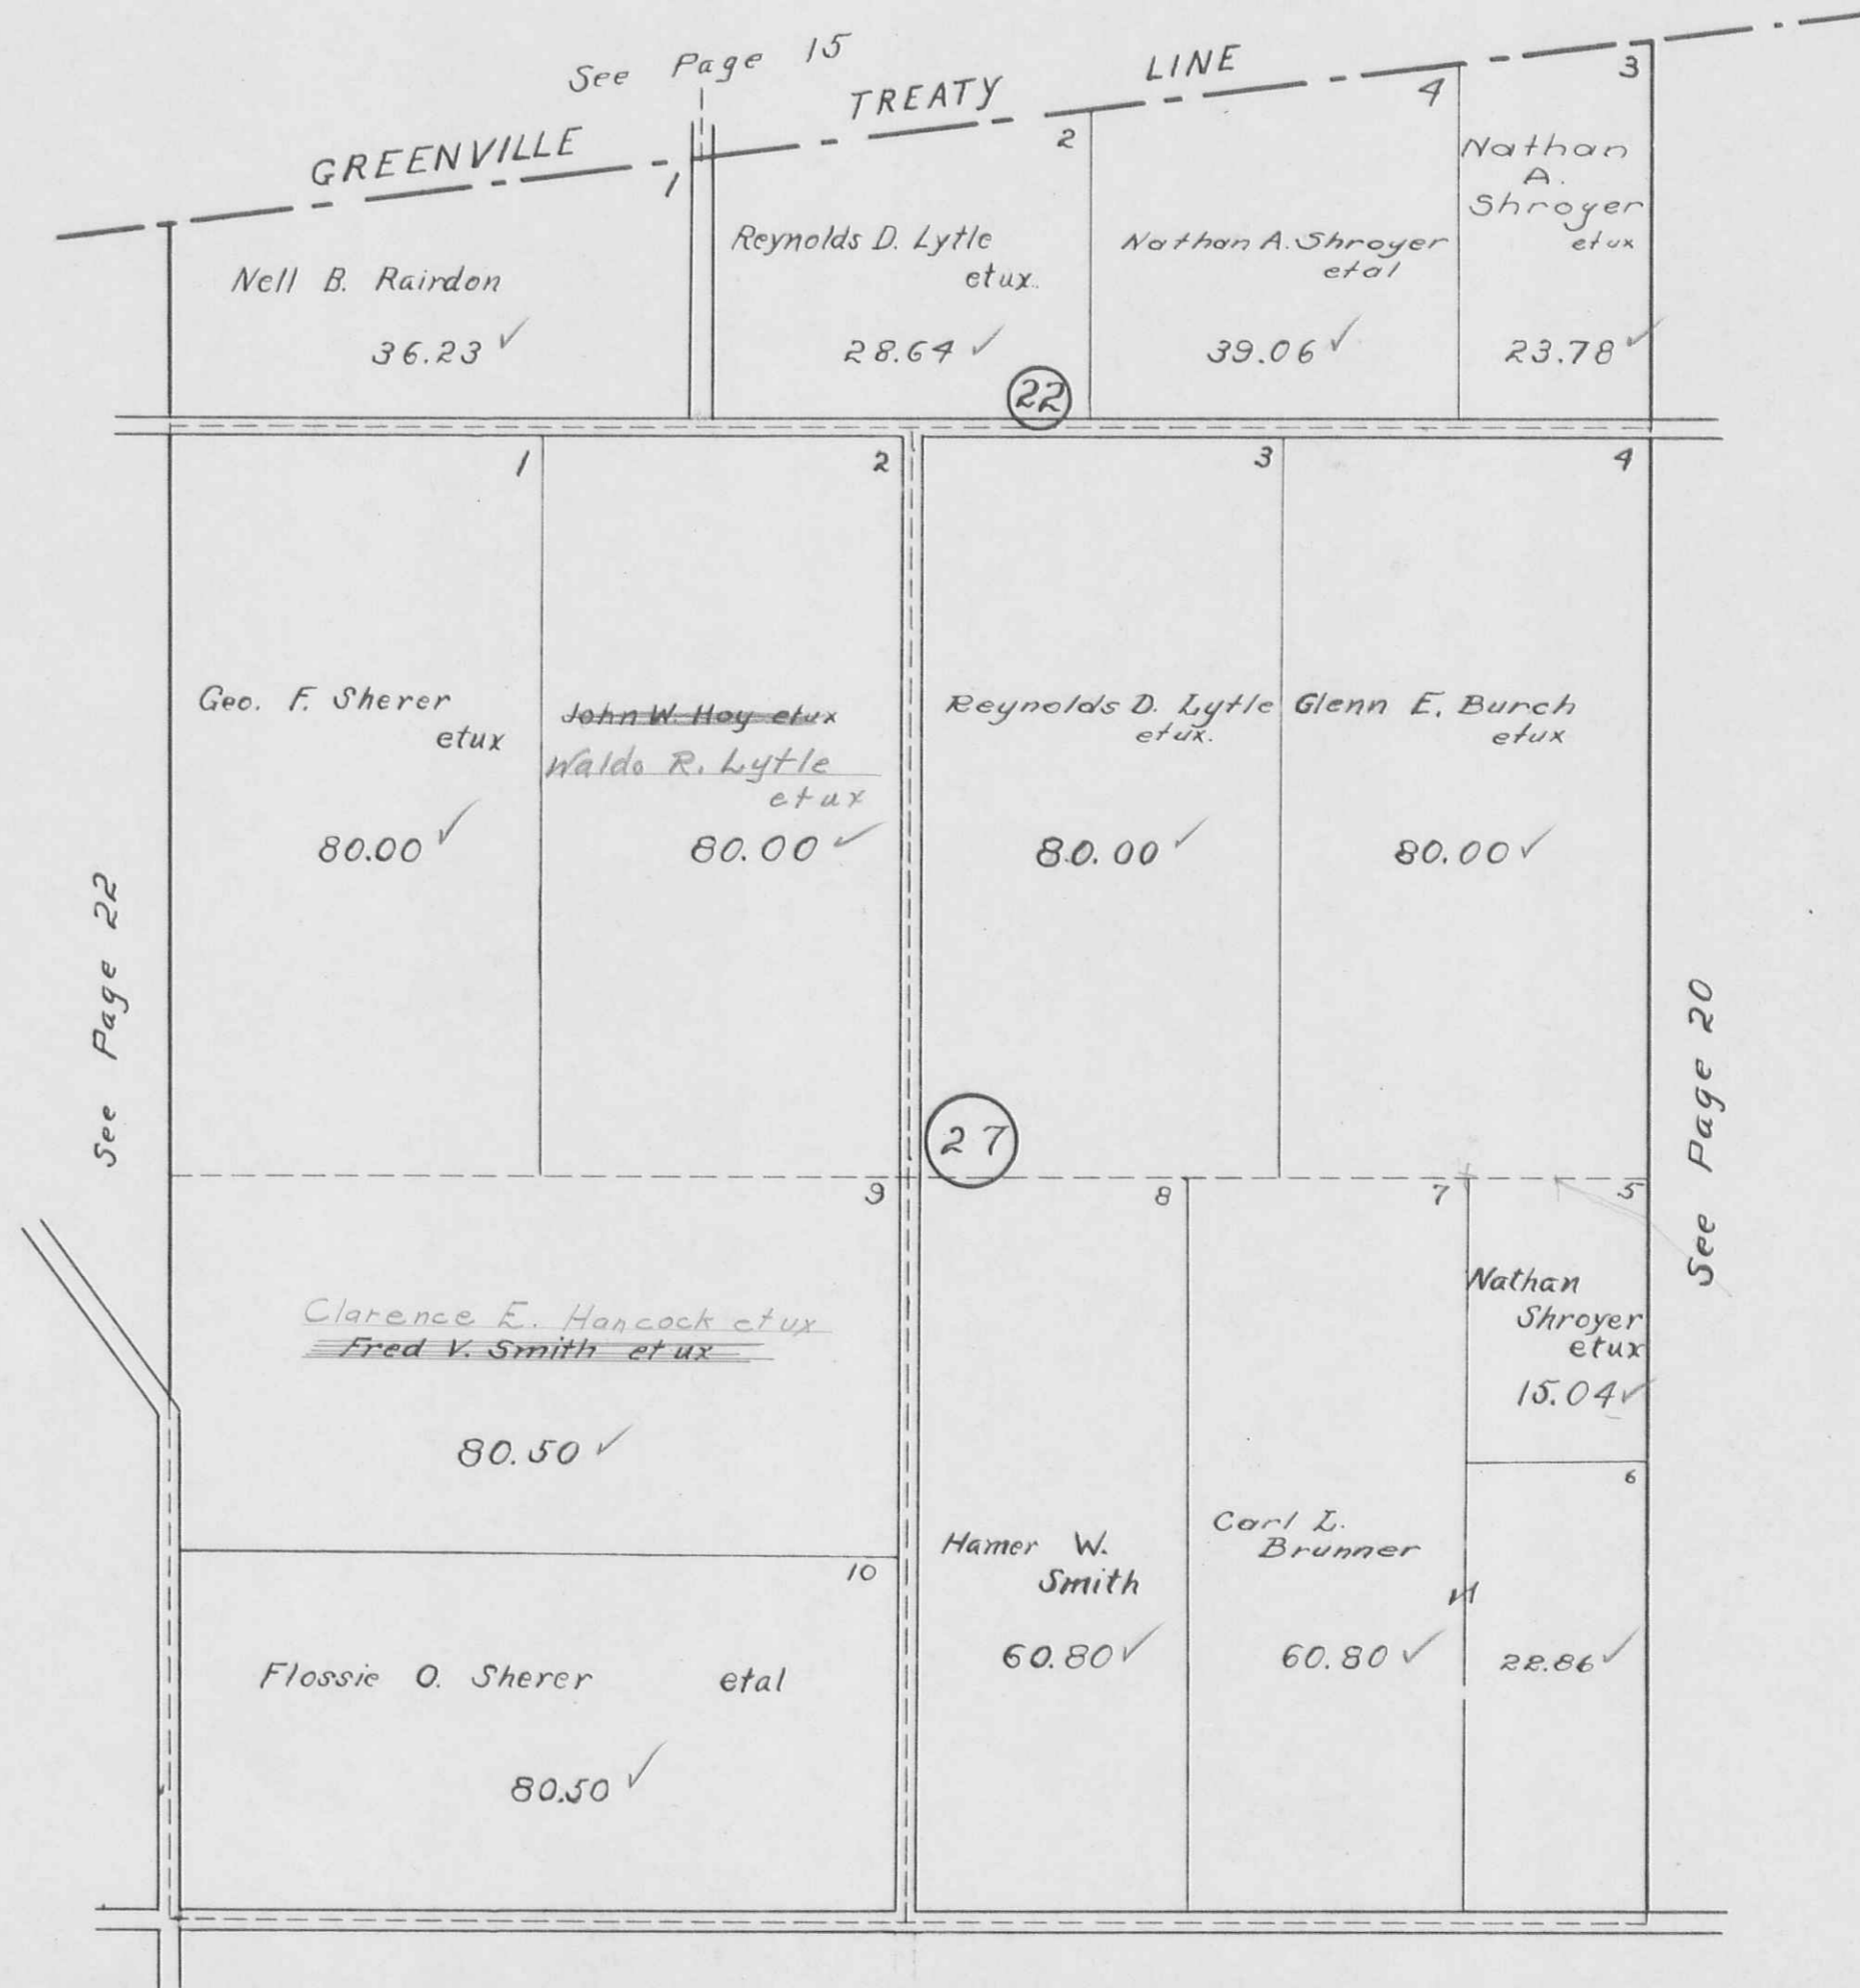 See Page 15
GREENVILLE TREATY LINE
1
2
4
3
Nell B. Rairdon
36.23 ✓
Reynolds D. Lytle
etux.
28.64 ✓
Nathan A. Shroyer
etal
39.06 ✓
Nathan
A.
Shroyer
etux
23.78 ✓
22
1
2
3
4
Geo. F. Sherer
etux
80.00 ✓
John W. Hoy etux
Waldo R. Lytle
etux
80.00 ✓
Reynolds D. Lytle
etux.
80.00 ✓
Glenn E. Burch
etux
80.00 ✓
See Page 22
See Page 20
27
9
8
7
5
Clarence E. Hancock etux
Fred V. Smith etux
80.50 ✓
Nathan
Shroyer
etux
15.04 ✓
6
10
Hamer W.
Smith
60.80 ✓
Carl L.
Brunner
60.80 ✓
22.86 ✓
Flossie O. Sherer etal
80.50 ✓